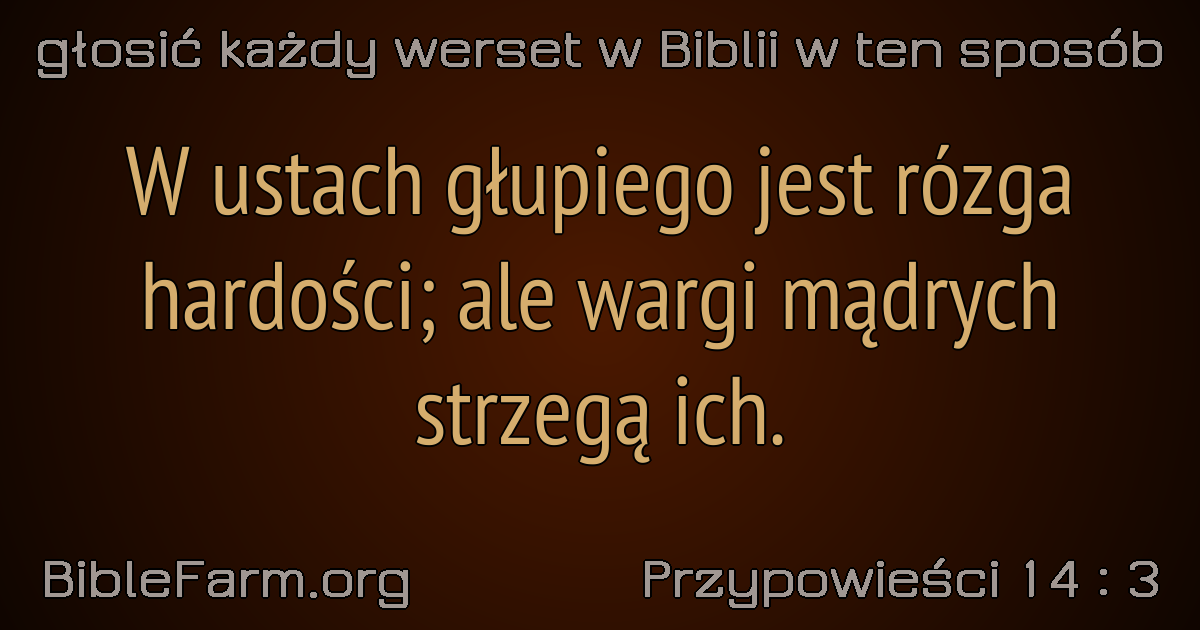 głosić każdy werset w Biblii w ten sposób
W ustach głupiego jest rózga
hardości; ale wargi mądrych
strzegą ich.
BibleFarm.org
Przypowieści 14 : 3